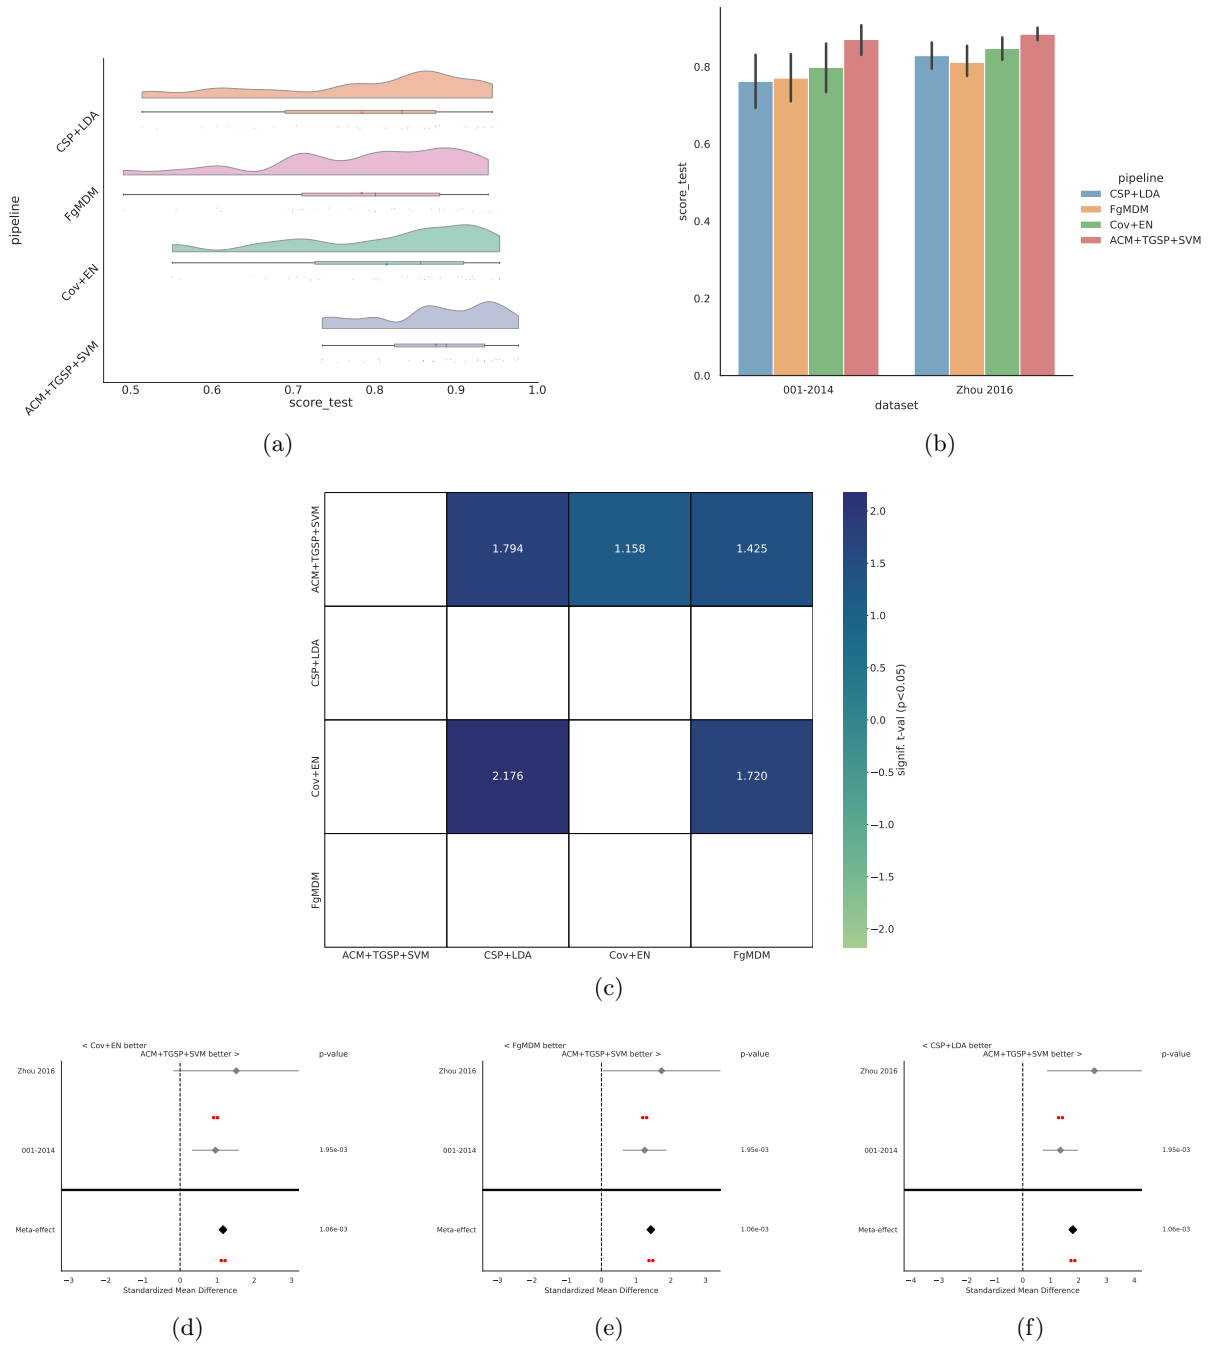 CSP+LDA
FgMDM
Cov+EN
ACM+TGSP+SVM
pipeline
0.5 0.6 0.7 0.8 0.9 1.0
score_test
(a)
0.8
0.6
0.4
0.2
0.0
score_test
001-2014 Zhou 2016
dataset
pipeline
CSP+LDA
FgMDM
Cov+EN
ACM+TGSP+SVM
(b)
ACM+TGSP+SVM
CSP+LDA
Cov+EN
FgMDM
1.794 1.158 1.425
2.176 1.720
ACM+TGSP+SVM CSP+LDA Cov+EN FgMDM
2.0
1.5
1.0
0.5
0.0
−0.5
−1.0
−1.5
−2.0
signif. t-val (p<0.05)
(c)
< Cov+EN better
ACM+TGSP+SVM better > p-value
Zhou 2016
001-2014 1.95e-03
Meta-effect 1.06e-03
−3 −2 −1 0 1 2 3
Standardized Mean Difference
(d)
< FgMDM better
ACM+TGSP+SVM better > p-value
Zhou 2016
001-2014 1.95e-03
Meta-effect 1.06e-03
−3 −2 −1 0 1 2 3
Standardized Mean Difference
(e)
< CSP+LDA better
ACM+TGSP+SVM better > p-value
Zhou 2016
001-2014 1.95e-03
Meta-effect 1.06e-03
−4 −3 −2 −1 0 1 2 3 4
Standardized Mean Difference
(f)